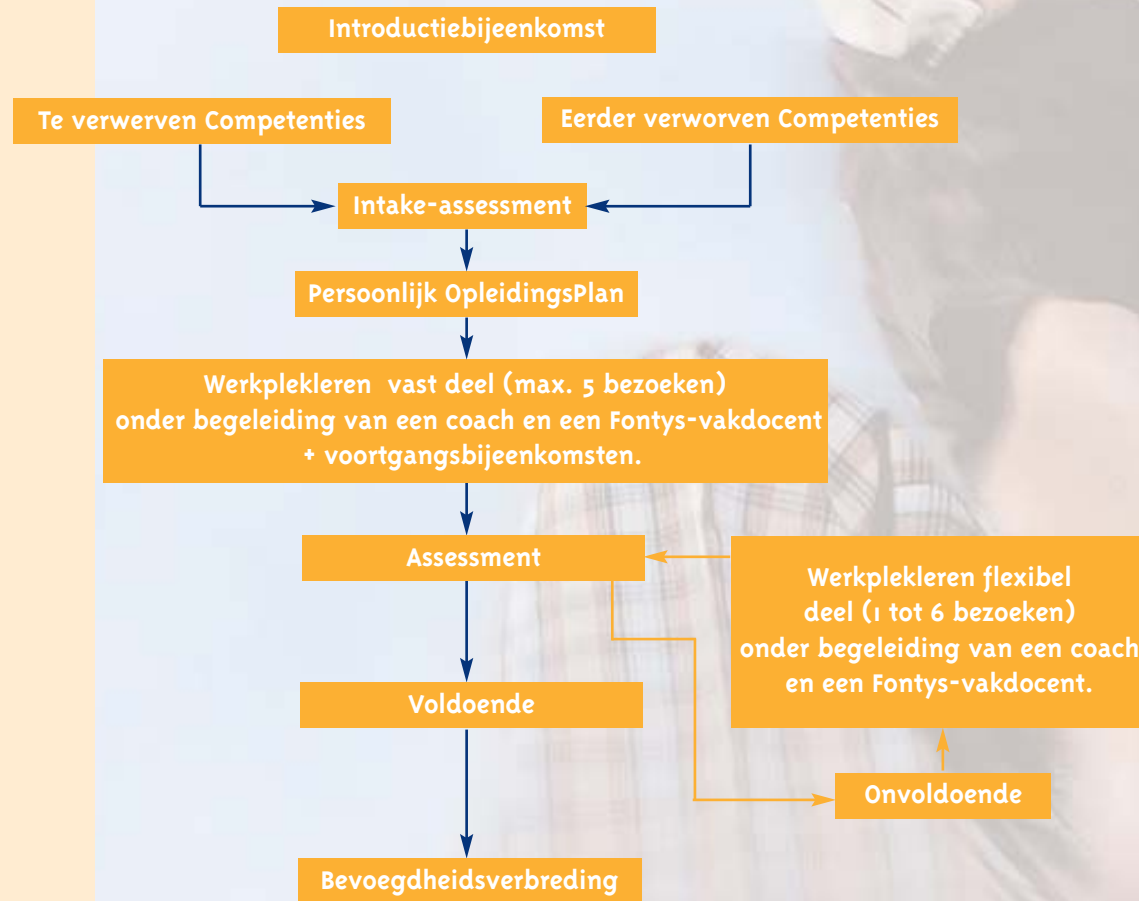 Introductiebijeenkomst
Te verwerven Competenties
Eerder verworven Competenties
Intake-assessment
Persoonlijk OpleidingsPlan
Werkplekleren vast deel (max. 5 bezoeken)
onder begeleiding van een coach en een Fontys-vakdocent
+ voortgangsbijeenkomsten.
Assessment
Werkplekleren flexibel
deel (1 tot 6 bezoeken)
onder begeleiding van een coach
en een Fontys-vakdocent.
Voldoende
Onvoldoende
Bevoegdheidsverbreding